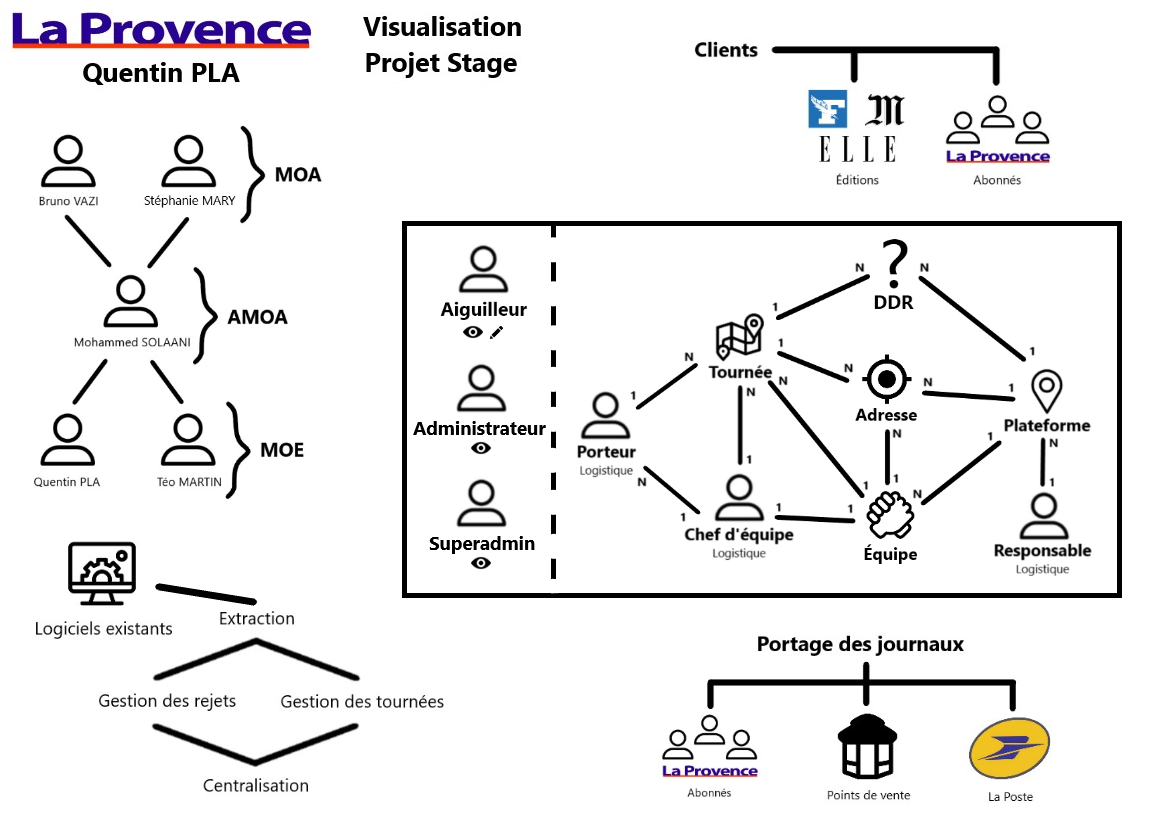 La Provence
Quentin PLA
Visualisation
Projet Stage
Clients
F
M
ELLE
Éditions
La Provence
Abonnés
Bruno VAZI
Stéphanie MARY
MOA
Mohammed SOLAANI
AMOA
Quentin PLA
Téo MARTIN
MOE
Aiguilleur
Administrateur
Superadmin
?
DDR
N
N
1
1
Tournée
1
N
N
N
N
1
Adresse
Plateforme
1
Porteur
Logistique
N
1
N
1
Chef d'équipe
Logistique
1
1
1
1
N
N
1
Équipe
N
1
Responsable
Logistique
Logiciels existants
Extraction
Gestion des rejets
Gestion des tournées
Centralisation
Portage des journaux
La Provence
Abonnés
Points de vente
La Poste